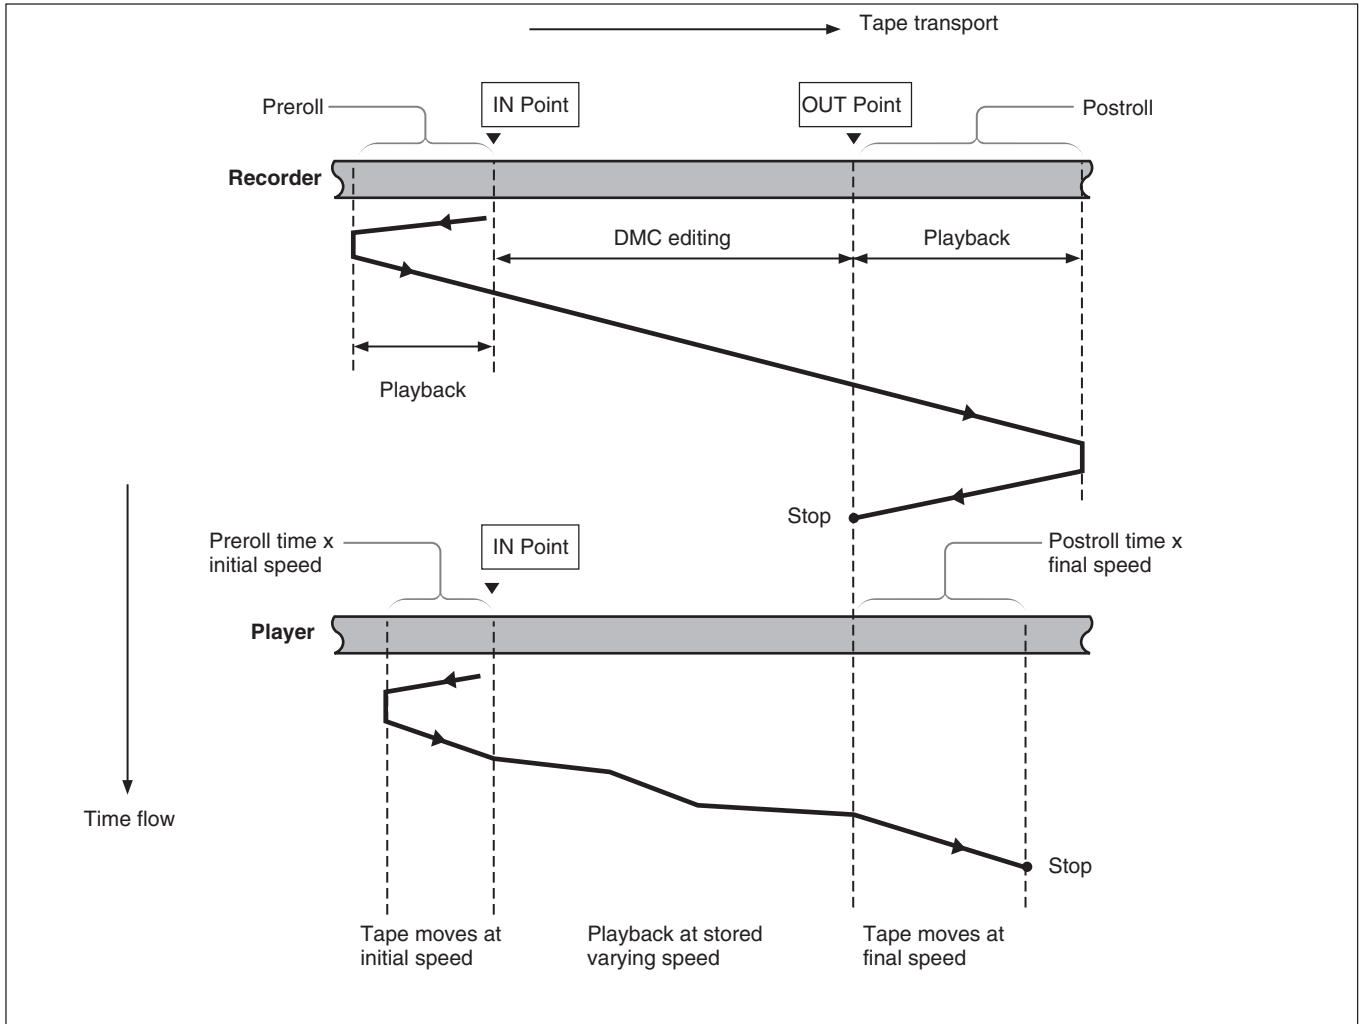 Tape transport
Preroll
IN Point
OUT Point
Postroll
Recorder
DMC editing
Playback
Playback
Stop
Preroll time x
initial speed
IN Point
Postroll time x
final speed
Player
Time flow
Stop
Tape moves at
initial speed
Playback at stored
varying speed
Tape moves at
final speed